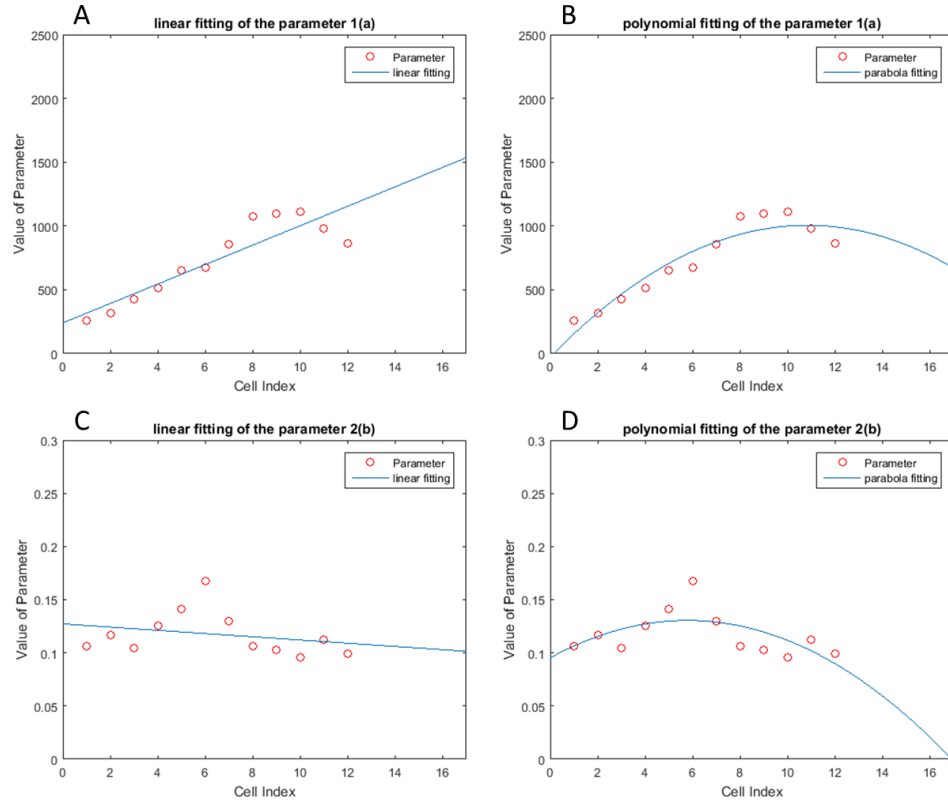 A
linear fitting of the parameter 1(a)
2500
2000
1500
1000
500
0
Value of Parameter
Parameter
linear fitting
0 2 4 6 8 10 12 14 16
Cell Index
B
polynomial fitting of the parameter 1(a)
2500
2000
1500
1000
500
0
Value of Parameter
Parameter
parabola fitting
0 2 4 6 8 10 12 14 16
Cell Index
C
linear fitting of the parameter 2(b)
0.3
0.25
0.2
0.15
0.1
0.05
0
Value of Parameter
Parameter
linear fitting
0 2 4 6 8 10 12 14 16
Cell Index
D
polynomial fitting of the parameter 2(b)
0.3
0.25
0.2
0.15
0.1
0.05
0
Value of Parameter
Parameter
parabola fitting
0 2 4 6 8 10 12 14 16
Cell Index